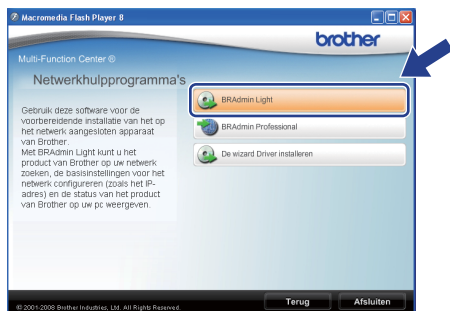 Macromedia Flash Player 8
brother
Multi-Function Center ®
Netwerkhulpprogramma's
Gebruik deze software voor de
voorbereidende installatie van het op
het netwerk aangesloten apparaat
van Brother.
Met BRAdmin Light kunt u het
product van Brother op uw netwerk
zoeken, de basisinstellingen voor het
netwerk configureren (zoals het IP-
adres) en de status van het product
van Brother op uw pc weergeven.
BRAdmin Light
BRAdmin Professional
De wizard Driver installeren
© 2001-2008 Brother Industries, Ltd. All Rights Reserved.
Terug
Afsluiten